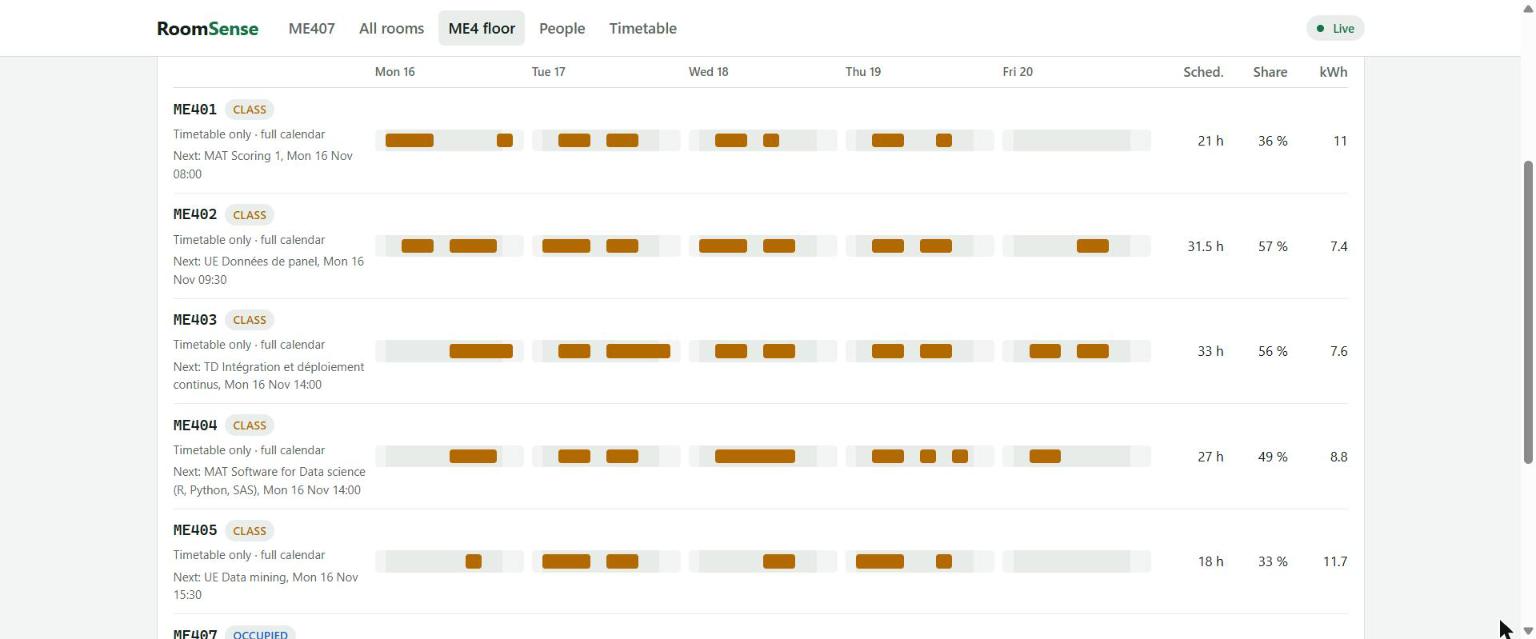 RoomSense ME407 All rooms ME4 floor People Timetable Live
Mon 16 Tue 17 Wed 18 Thu 19 Fri 20 Sched. Share kWh
ME401 CLASS
Timetable only · full calendar
Next: MAT Scoring 1, Mon 16 Nov
08:00
21 h 36 % 11
ME402 CLASS
Timetable only · full calendar
Next: UE Données de panel, Mon 16
Nov 09:30
31.5 h 57 % 7.4
ME403 CLASS
Timetable only · full calendar
Next: TD Intégration et déploiement
continus, Mon 16 Nov 14:00
33 h 56 % 7.6
ME404 CLASS
Timetable only · full calendar
Next: MAT Software for Data science
(R, Python, SAS), Mon 16 Nov 14:00
27 h 49 % 8.8
ME405 CLASS
Timetable only · full calendar
Next: UE Data mining, Mon 16 Nov
15:30
18 h 33 % 11.7
ME407 OCCUPIED